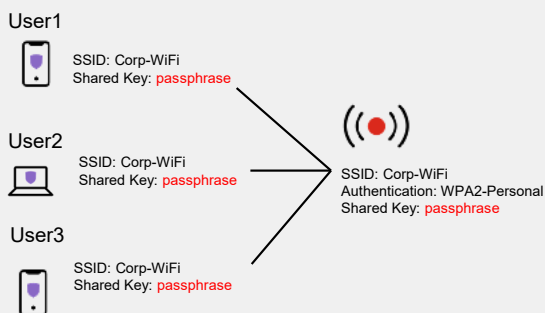 User1
SSID: Corp-WiFi
Shared Key: passphrase
User2
SSID: Corp-WiFi
Shared Key: passphrase
User3
SSID: Corp-WiFi
Shared Key: passphrase
SSID: Corp-WiFi
Authentication: WPA2-Personal
Shared Key: passphrase